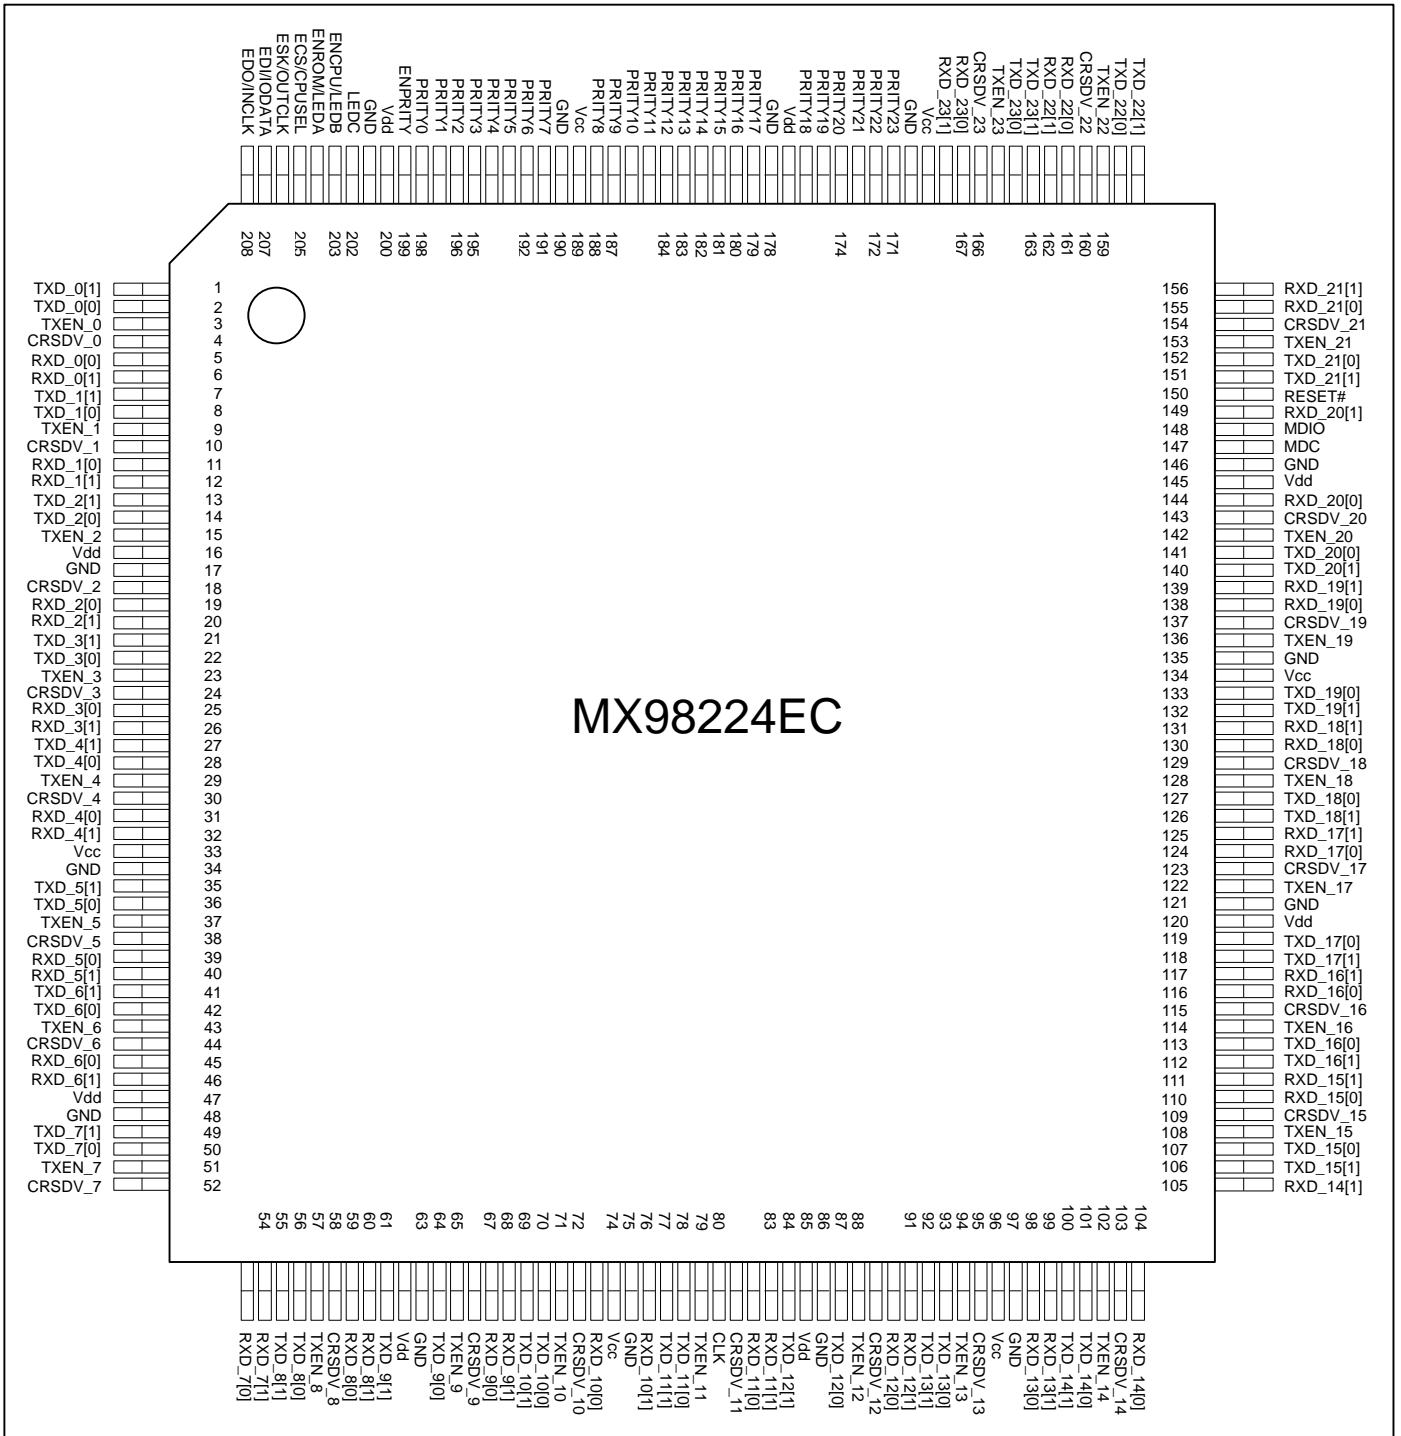 EDO/INCLK
EDI/IODATA
ESK/OUTCLK
ECS/CPUSEL
ENROM/LEDA
ENCPU/LEDB
LEDC
GND
Vdd
ENPRITY
PRITY0
PRITY1
PRITY2
PRITY3
PRITY4
PRITY5
PRITY6
PRITY7
GND
Vcc
PRITY8
PRITY9
PRITY10
PRITY11
PRITY12
PRITY13
PRITY14
PRITY15
PRITY16
PRITY17
GND
Vdd
PRITY18
PRITY19
PRITY20
PRITY21
PRITY22
PRITY23
GND
Vcc
RXD_23[1]
RXD_23[0]
CRSDV_23
TXEN_23
TXD_23[0]
TXD_23[1]
RXD_22[1]
RXD_22[0]
CRSDV_22
TXEN_22
TXD_22[0]
TXD_22[1]
208
207
205
203
202
200
199
198
196
195
192
191
190
189
188
187
184
183
182
181
180
179
178
174
172
171
167
166
163
162
161
160
159
TXD_0[1] 1
TXD_0[0] 2
TXEN_0 3
CRSDV_0 4
RXD_0[0] 5
RXD_0[1] 6
TXD_1[1] 7
TXD_1[0] 8
TXEN_1 9
CRSDV_1 10
RXD_1[0] 11
RXD_1[1] 12
TXD_2[1] 13
TXD_2[0] 14
TXEN_2 15
Vdd 16
GND 17
CRSDV_2 18
RXD_2[0] 19
RXD_2[1] 20
TXD_3[1] 21
TXD_3[0] 22
TXEN_3 23
CRSDV_3 24
RXD_3[0] 25
RXD_3[1] 26
TXD_4[1] 27
TXD_4[0] 28
TXEN_4 29
CRSDV_4 30
RXD_4[0] 31
RXD_4[1] 32
Vcc 33
GND 34
TXD_5[1] 35
TXD_5[0] 36
TXEN_5 37
CRSDV_5 38
RXD_5[0] 39
RXD_5[1] 40
TXD_6[1] 41
TXD_6[0] 42
TXEN_6 43
CRSDV_6 44
RXD_6[0] 45
RXD_6[1] 46
Vdd 47
GND 48
TXD_7[1] 49
TXD_7[0] 50
TXEN_7 51
CRSDV_7 52
MX98224EC
156 RXD_21[1]
155 RXD_21[0]
154 CRSDV_21
153 TXEN_21
152 TXD_21[0]
151 TXD_21[1]
150 RESET#
149 RXD_20[1]
148 MDIO
147 MDC
146 GND
145 Vdd
144 RXD_20[0]
143 CRSDV_20
142 TXEN_20
141 TXD_20[0]
140 TXD_20[1]
139 RXD_19[1]
138 RXD_19[0]
137 CRSDV_19
136 TXEN_19
135 GND
134 Vcc
133 TXD_19[0]
132 TXD_19[1]
131 RXD_18[1]
130 RXD_18[0]
129 CRSDV_18
128 TXEN_18
127 TXD_18[0]
126 TXD_18[1]
125 RXD_17[1]
124 RXD_17[0]
123 CRSDV_17
122 TXEN_17
121 GND
120 Vdd
119 TXD_17[0]
118 TXD_17[1]
117 RXD_16[1]
116 RXD_16[0]
115 CRSDV_16
114 TXEN_16
113 TXD_16[0]
112 TXD_16[1]
111 RXD_15[1]
110 RXD_15[0]
109 CRSDV_15
108 TXEN_15
107 TXD_15[0]
106 TXD_15[1]
105 RXD_14[1]
54
55
56
57
58
59
60
61
63
64
65
67
68
69
70
71
72
74
75
76
77
78
79
80
83
84
85
86
87
88
91
92
93
94
95
96
97
98
99
100
101
102
103
104
RXD_7[0]
RXD_7[1]
TXD_8[1]
TXD_8[0]
TXEN_8
CRSDV_8
RXD_8[0]
RXD_8[1]
TXD_9[1]
Vdd
GND
TXD_9[0]
TXEN_9
CRSDV_9
RXD_9[0]
RXD_9[1]
TXD_10[1]
TXD_10[0]
TXEN_10
CRSDV_10
RXD_10[0]
Vcc
GND
RXD_10[1]
TXD_11[1]
TXD_11[0]
TXEN_11
CLK
CRSDV_11
RXD_11[0]
RXD_11[1]
TXD_12[1]
Vdd
GND
TXD_12[0]
TXEN_12
CRSDV_12
RXD_12[0]
RXD_12[1]
TXD_13[1]
TXD_13[0]
TXEN_13
CRSDV_13
Vcc
GND
RXD_13[0]
RXD_13[1]
TXD_14[1]
TXD_14[0]
TXEN_14
CRSDV_14
RXD_14[0]